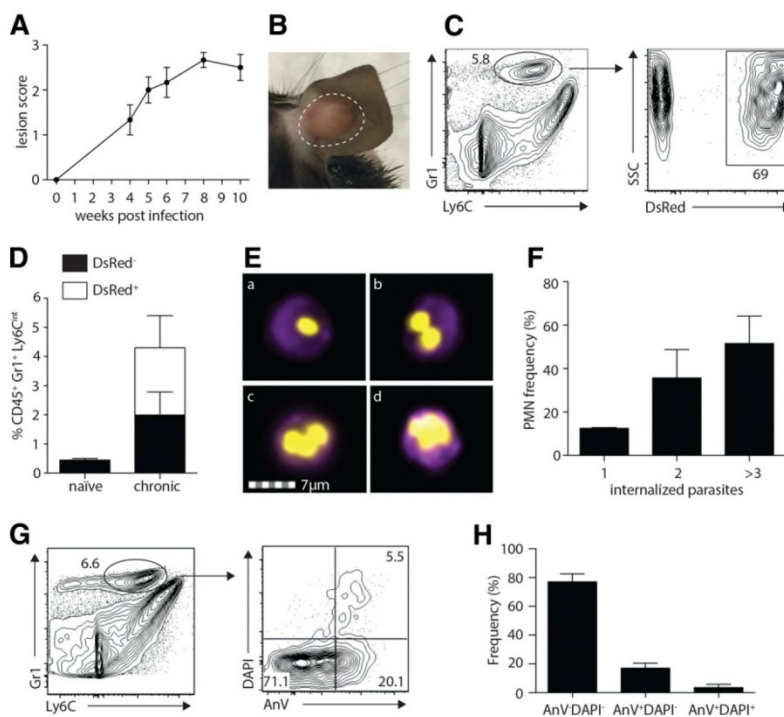 A
lesion score
3
2
1
0
0 1 2 3 4 5 6 7 8 9 10
weeks post infection
B
C
5.8
Gr1
Ly6C
SSC
69
DsRed
D
DsRed⁻
DsRed⁺
% CD45⁺ Gr1⁺ Ly6Cⁱⁿᵗ
6
5
4
3
2
1
0
naïve chronic
E
a
b
c
d
7µm
F
PMN frequency (%)
80
60
40
20
0
1 2 >3
internalized parasites
G
6.6
Gr1
Ly6C
5.5
DAPI
71.1 20.1
AnV
H
Frequency (%)
100
80
60
40
20
0
AnV⁻DAPI⁻ AnV⁺DAPI⁻ AnV⁺DAPI⁺